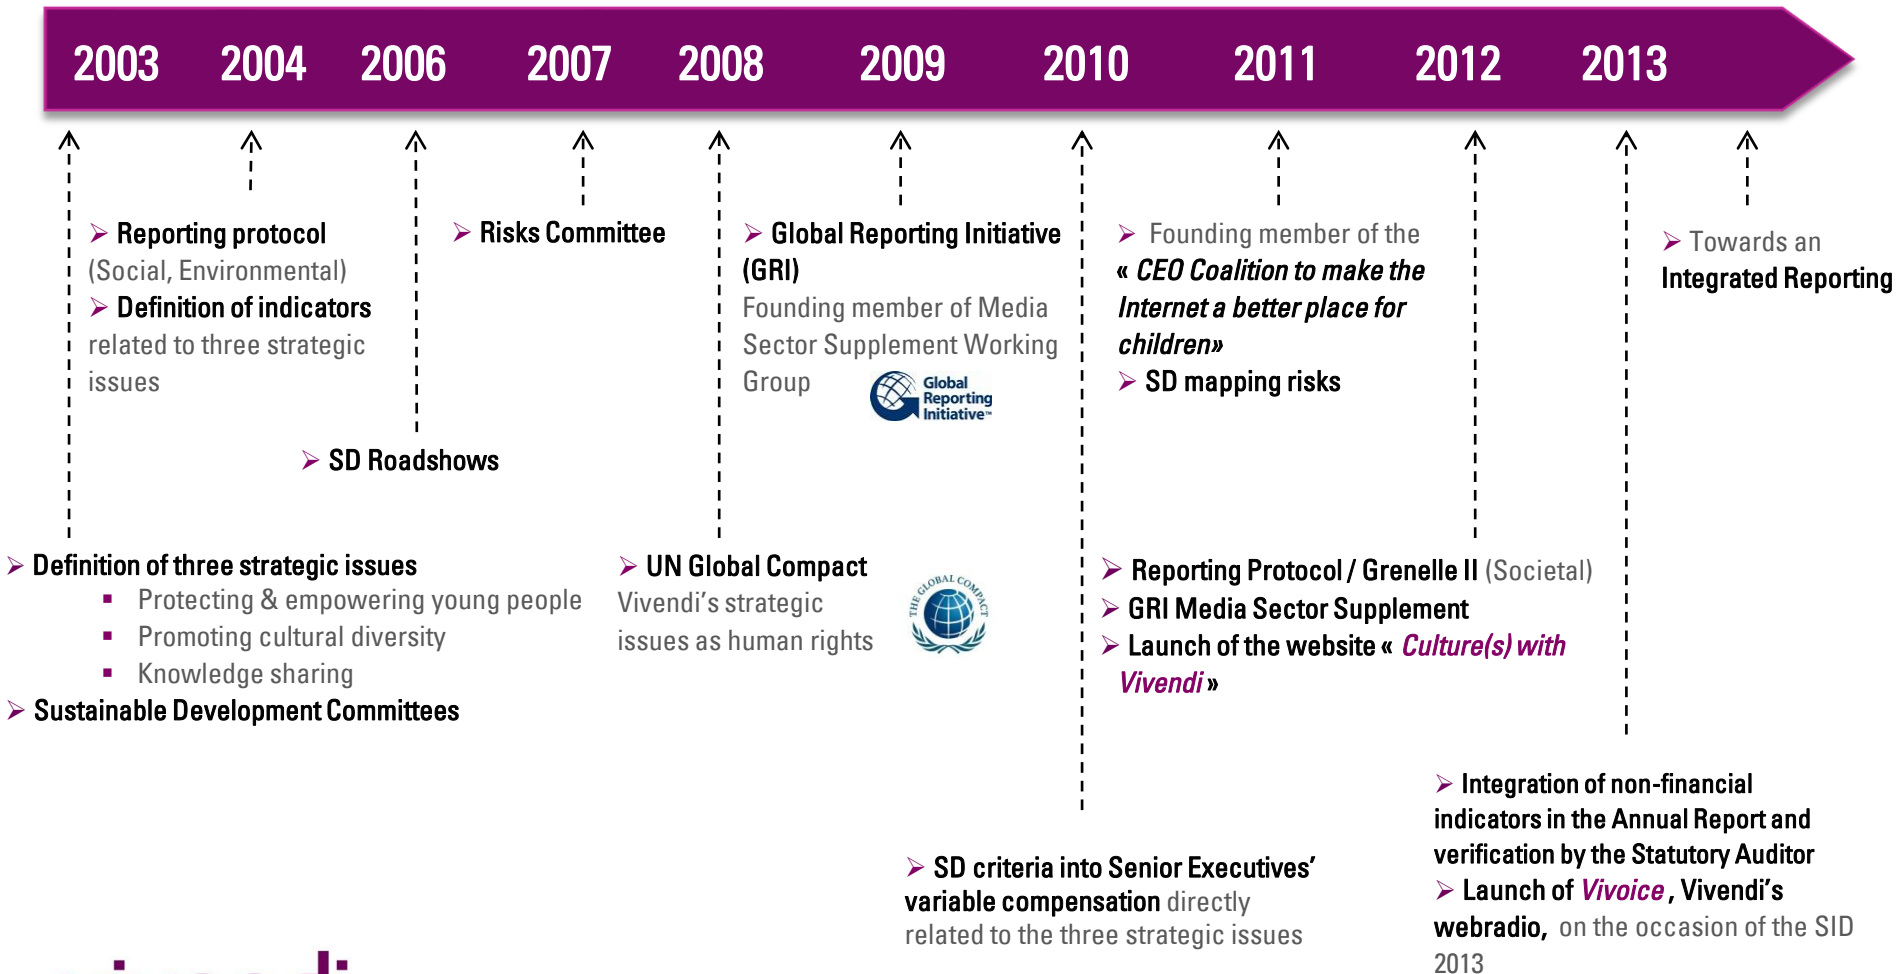 2003 2004 2006 2007 2008 2009 2010 2011 2012 2013
➢ Reporting protocol
(Social, Environmental)
➢ Definition of indicators
related to three strategic
issues
➢ SD Roadshows
➢ Risks Committee
➢ Global Reporting Initiative
(GRI)
Founding member of Media
Sector Supplement Working
Group
Global
Reporting
Initiative™
➢ Founding member of the
« CEO Coalition to make the
Internet a better place for
children»
➢ SD mapping risks
➢ Towards an
Integrated Reporting
➢ Definition of three strategic issues
▪ Protecting & empowering young people
▪ Promoting cultural diversity
▪ Knowledge sharing
➢ Sustainable Development Committees
➢ UN Global Compact
Vivendi's strategic
issues as human rights
THE GLOBAL COMPACT
➢ Reporting Protocol / Grenelle II (Societal)
➢ GRI Media Sector Supplement
➢ Launch of the website « Culture(s) with
Vivendi »
➢ SD criteria into Senior Executives'
variable compensation directly
related to the three strategic issues
➢ Integration of non-financial
indicators in the Annual Report and
verification by the Statutory Auditor
➢ Launch of Vivoice , Vivendi's
webradio, on the occasion of the SID
2013